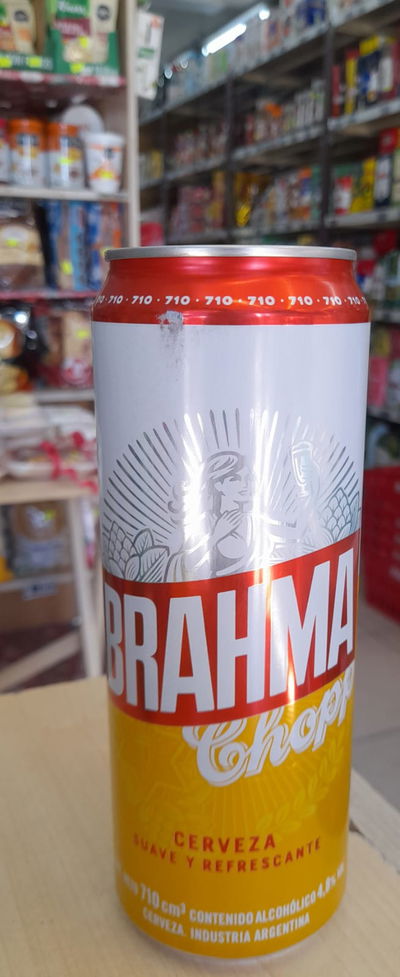 Knorr
710 · 710 · 710 · 710 · 710 · 710 · 710
BRAHMA
Chopp
CERVEZA
SUAVE Y REFRESCANTE
710 cm³ CONTENIDO ALCOHÓLICO 4,8%
CERVEZA. INDUSTRIA ARGENTINA